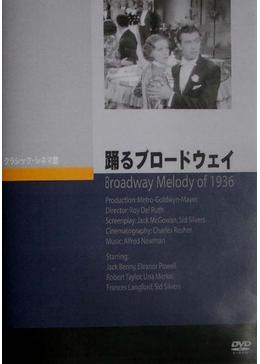 クラシック・シネマ館
踊るブロードウェイ
Broadway Melody of 1936
Production: Metro-Goldwyn-Mayer
Director: Roy Del Ruth
Screenplay: Jack McGowan, Sid Silvers
Cinematography: Charles Rosher
Music: Alfred Newman
Starring:
Jack Benny, Eleanor Powell,
Robert Taylor, Una Merkel,
Frances Langford, Sid Silvers
DVD